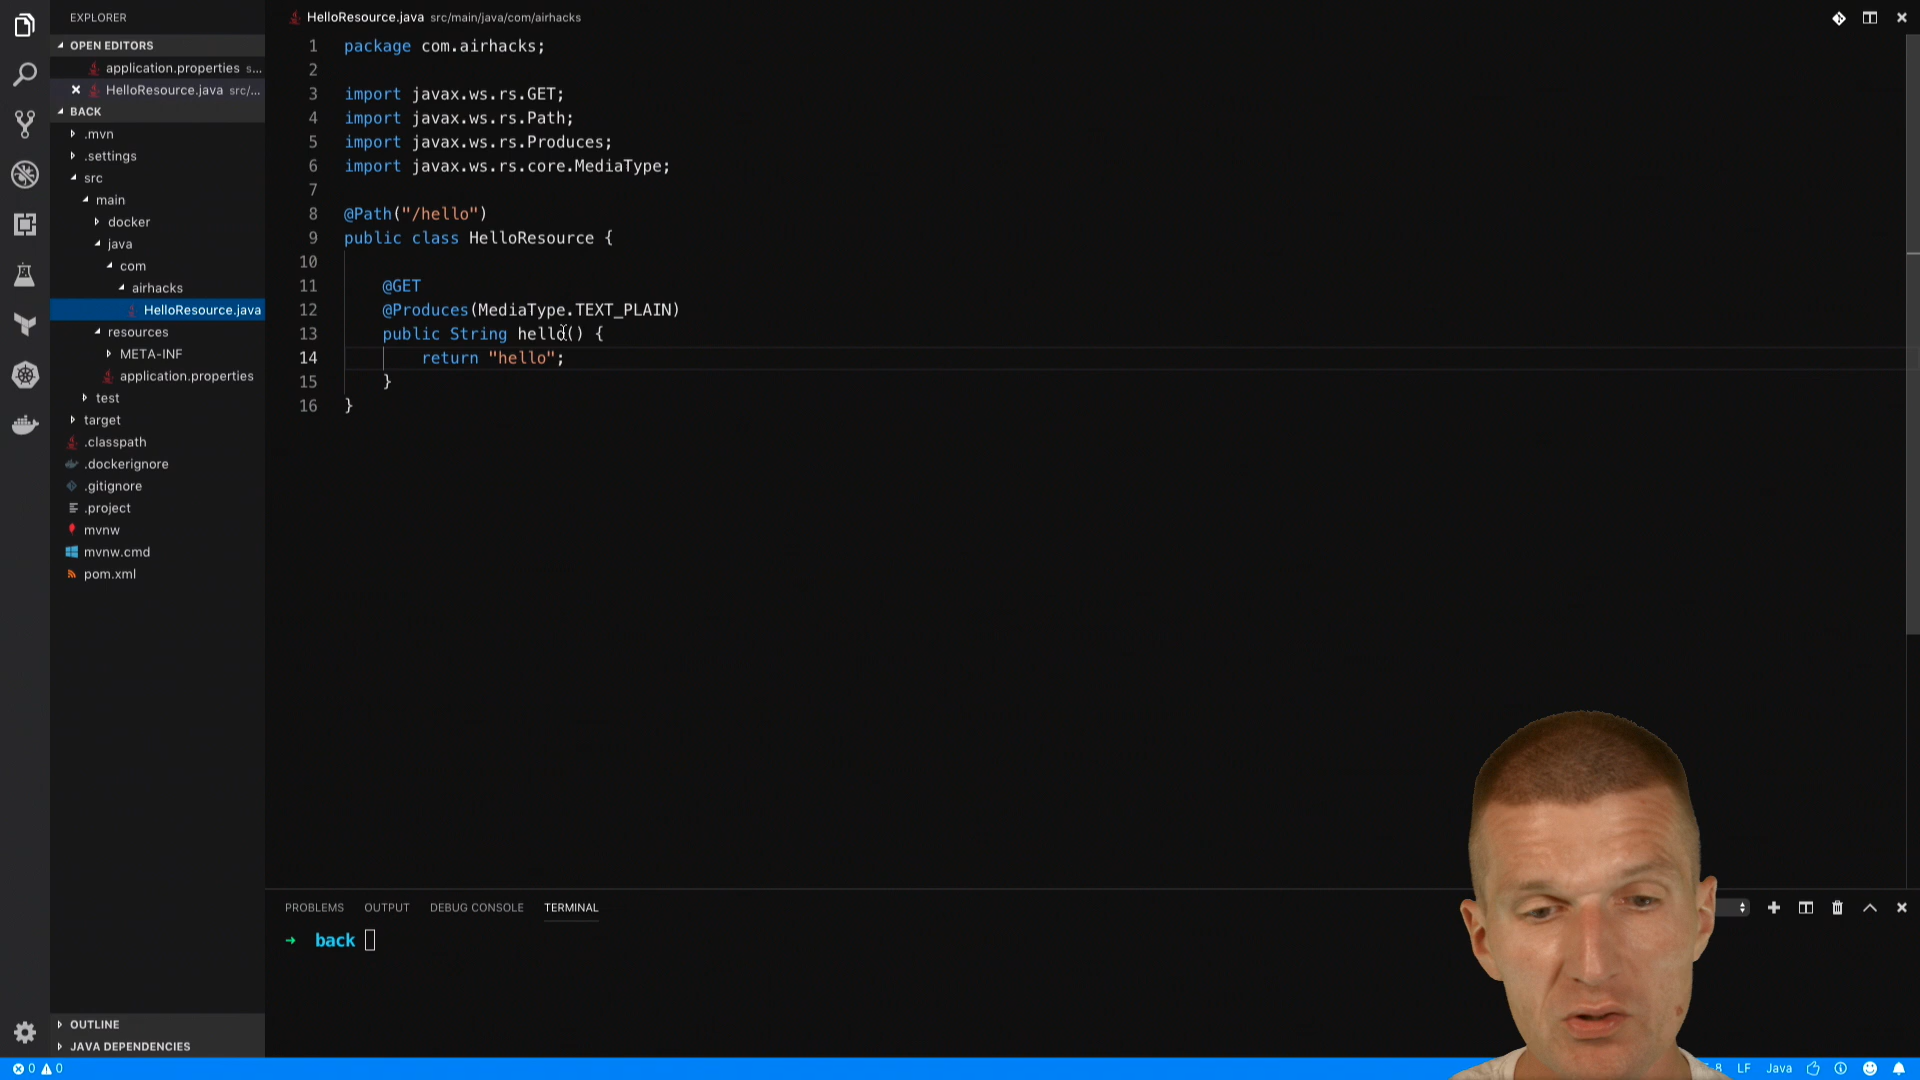 EXPLORER
OPEN EDITORS
application.properties s...
HelloResource.java src/...
BACK
.mvn
.settings
src
main
docker
java
com
airhacks
HelloResource.java
resources
META-INF
application.properties
test
target
.classpath
.dockerignore
.gitignore
.project
mvnw
mvnw.cmd
pom.xml
OUTLINE
JAVA DEPENDENCIES
HelloResource.java src/main/java/com/airhacks
1 package com.airhacks;
2
3 import javax.ws.rs.GET;
4 import javax.ws.rs.Path;
5 import javax.ws.rs.Produces;
6 import javax.ws.rs.core.MediaType;
7
8 @Path("/hello")
9 public class HelloResource {
10
11 @GET
12 @Produces(MediaType.TEXT_PLAIN)
13 public String hello() {
14 return "hello";
15 }
16 }
PROBLEMS OUTPUT DEBUG CONSOLE TERMINAL
→ back
0 0 LF Java